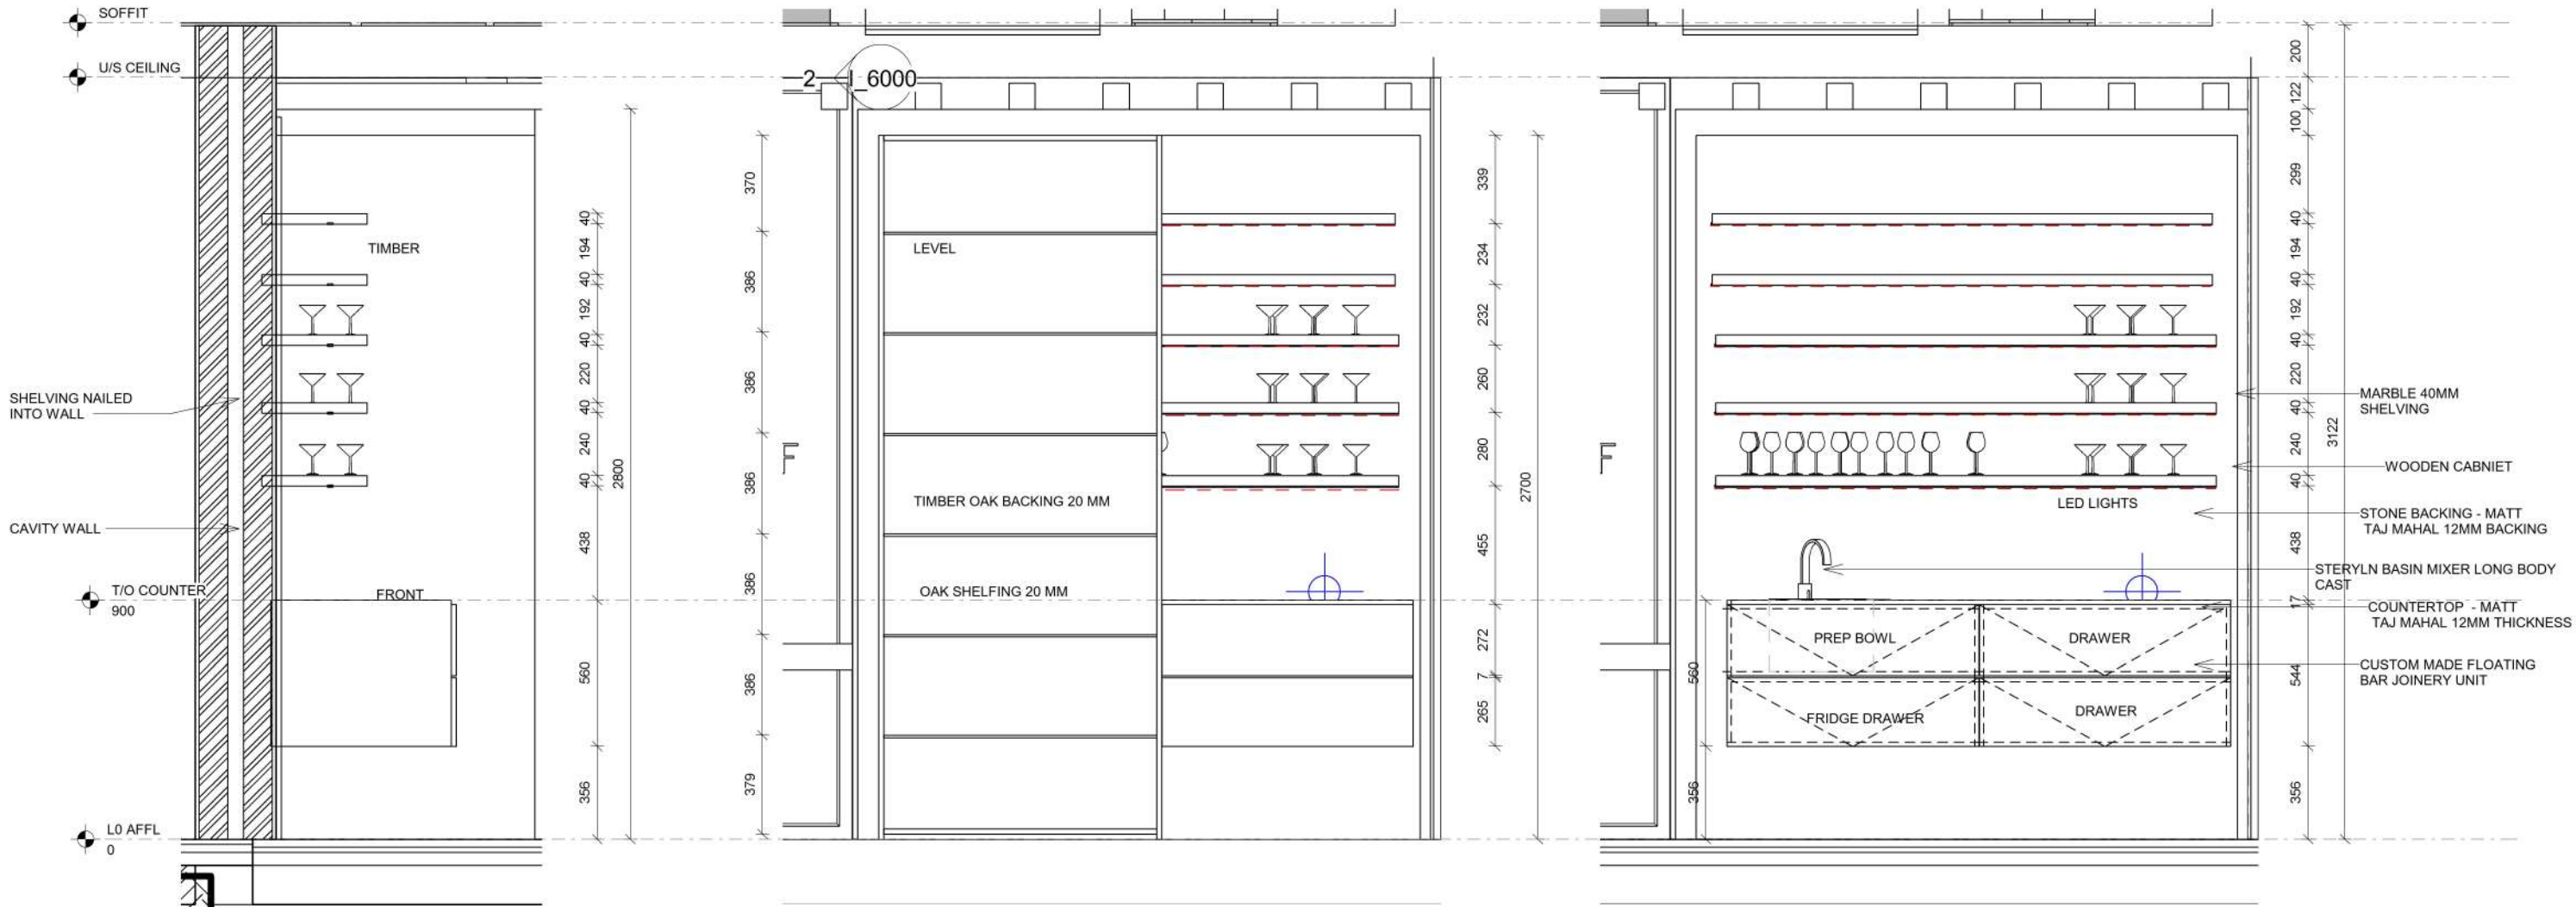 SOFFIT
U/S CEILING
SHELVING NAILED
INTO WALL
CAVITY WALL
T/O COUNTER
900
L0 AFFL
0
TIMBER
FRONT
40
194
40
192
40
220
40
240
40
438
560
356
2800
2
I_6000
F
370
386
386
386
386
386
379
LEVEL
TIMBER OAK BACKING 20 MM
OAK SHELFING 20 MM
339
234
232
260
280
455
272
7
265
2700
F
LED LIGHTS
PREP BOWL
DRAWER
FRIDGE DRAWER
DRAWER
560
356
200
122
100
299
40
194
40
192
40
220
40
240
40
438
17
544
356
3122
MARBLE 40MM
SHELVING
WOODEN CABNIET
STONE BACKING - MATT
TAJ MAHAL 12MM BACKING
STERYLN BASIN MIXER LONG BODY
CAST
COUNTERTOP - MATT
TAJ MAHAL 12MM THICKNESS
CUSTOM MADE FLOATING
BAR JOINERY UNIT